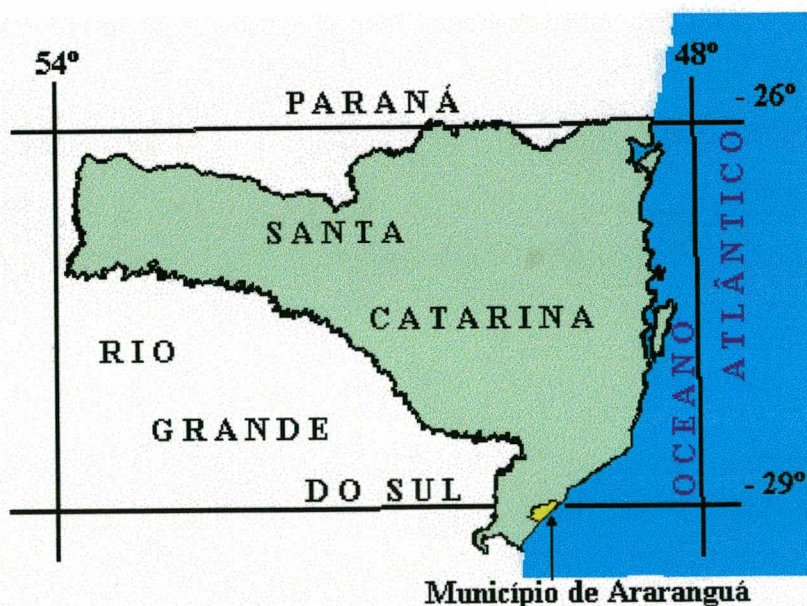 54º
48º
PARANÁ
- 26º
SANTA
CATARINA
RIO
GRANDE
DO SUL
OCEANO
ATLÂNTICO
- 29º
Município de Araranguá